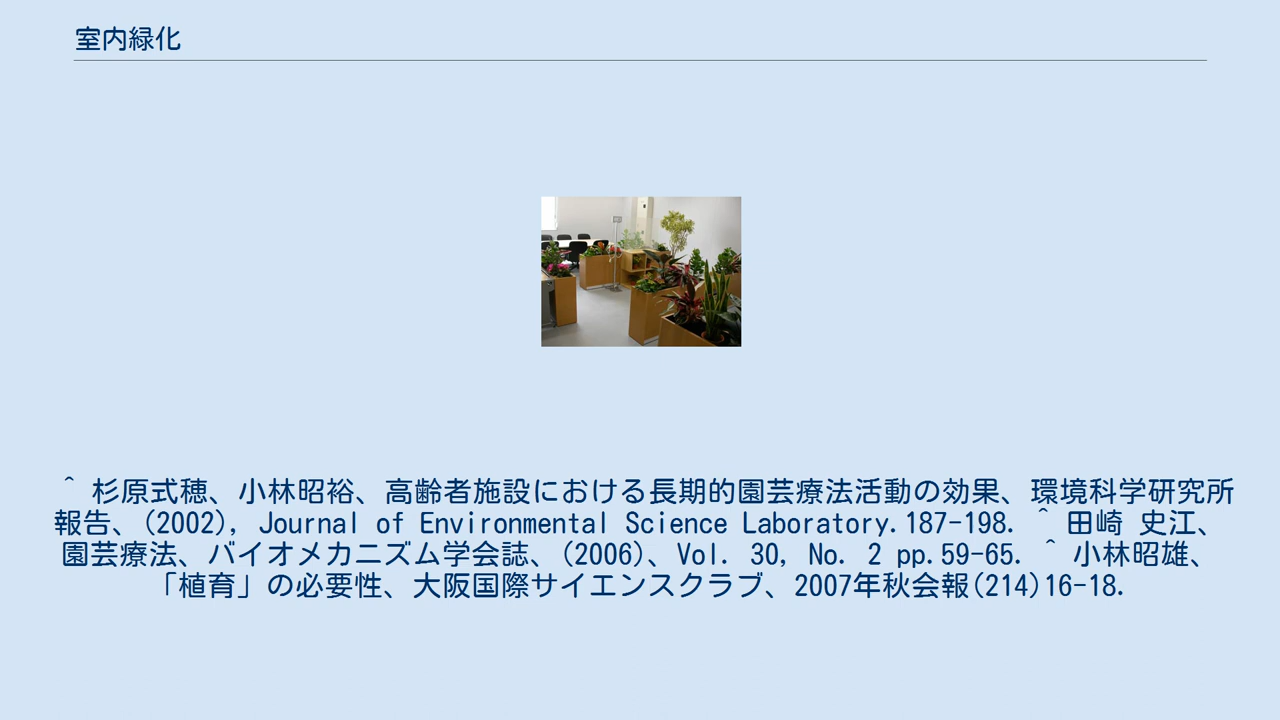 室内緑化
^ 杉原式穂、小林昭裕、高齢者施設における長期的園芸療法活動の効果、環境科学研究所
報告、(2002), Journal of Environmental Science Laboratory.187-198. ^ 田崎 史江、
園芸療法、バイオメカニズム学会誌、(2006)、Vol. 30, No. 2 pp.59-65. ^ 小林昭雄、
「植育」の必要性、大阪国際サイエンスクラブ、2007年秋会報(214)16-18.